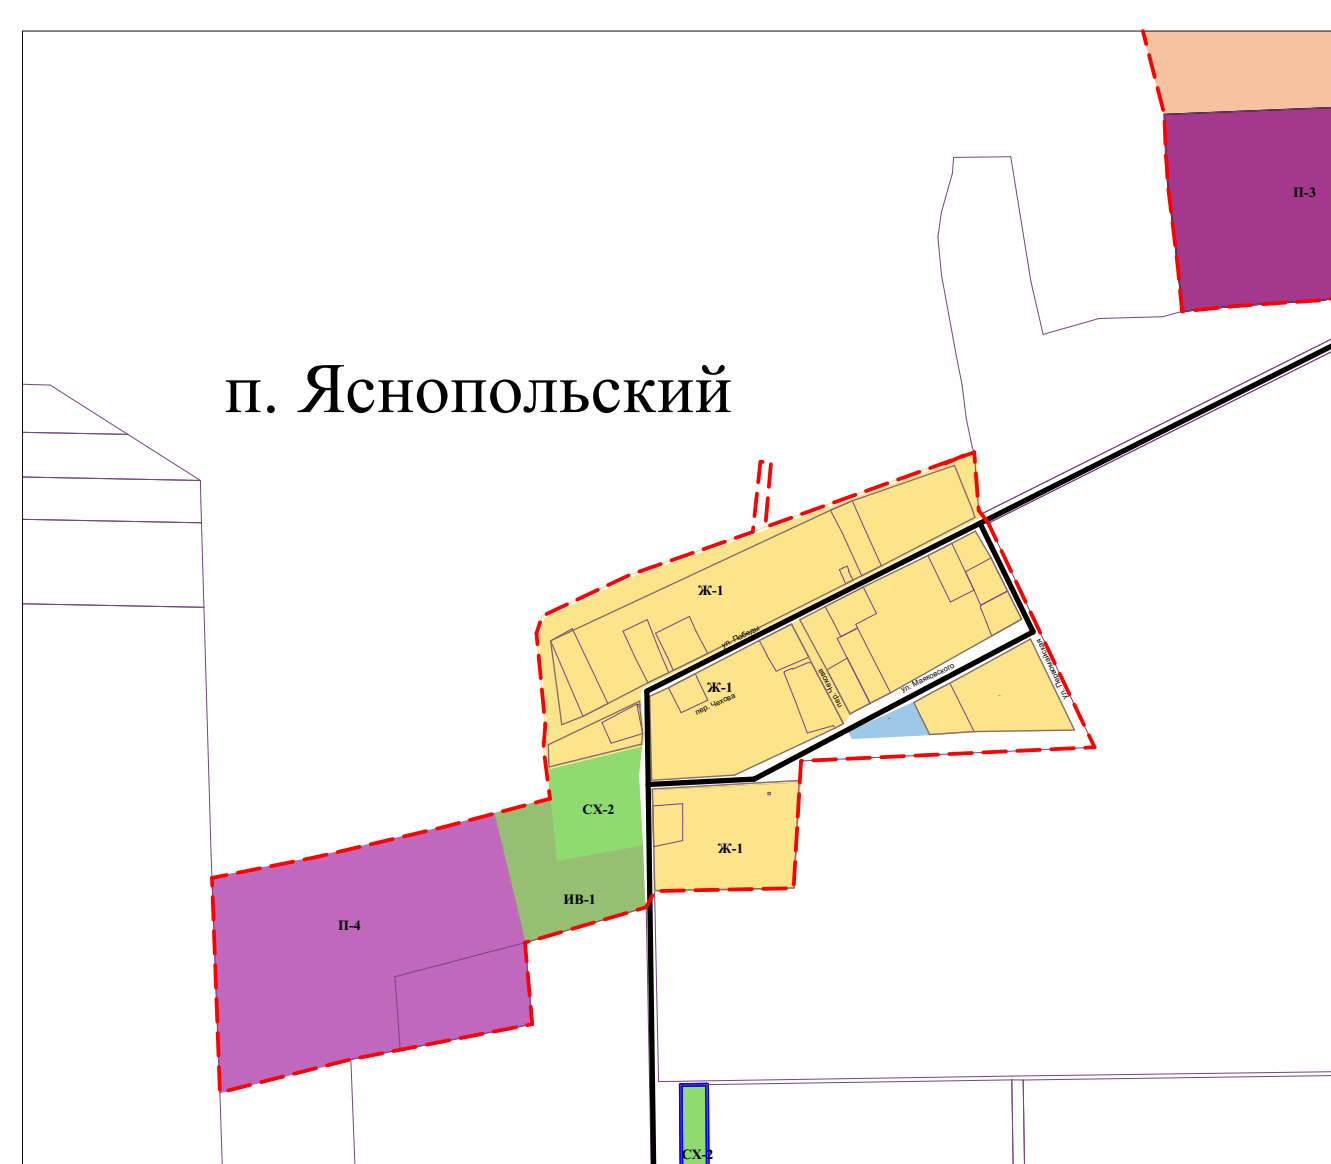 П-3
п. Яснопольский
Ж-1
ул. Победы
ул. Первомайская
ул. Маяковского
пер. Чехова
Ж-1
пер. Чехова
СХ-2
Ж-1
ИВ-1
П-4
СХ-2